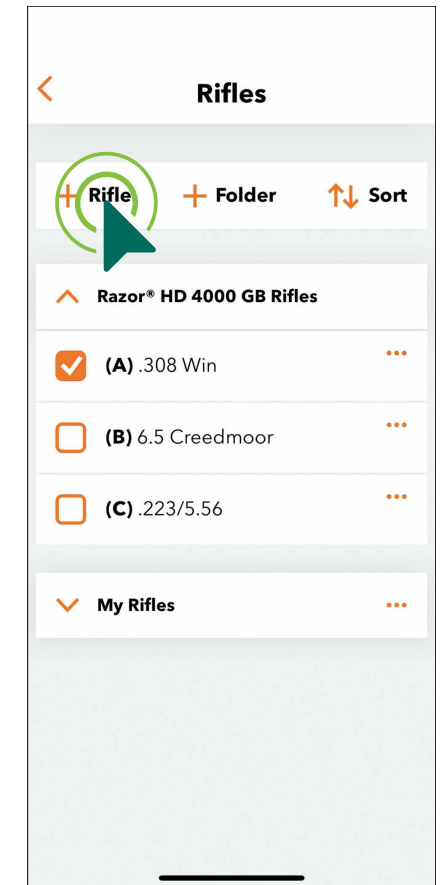 Rifles
Rifle Folder Sort
Razor® HD 4000 GB Rifles
(A) .308 Win
(B) 6.5 Creedmoor
(C) .223/5.56
My Rifles